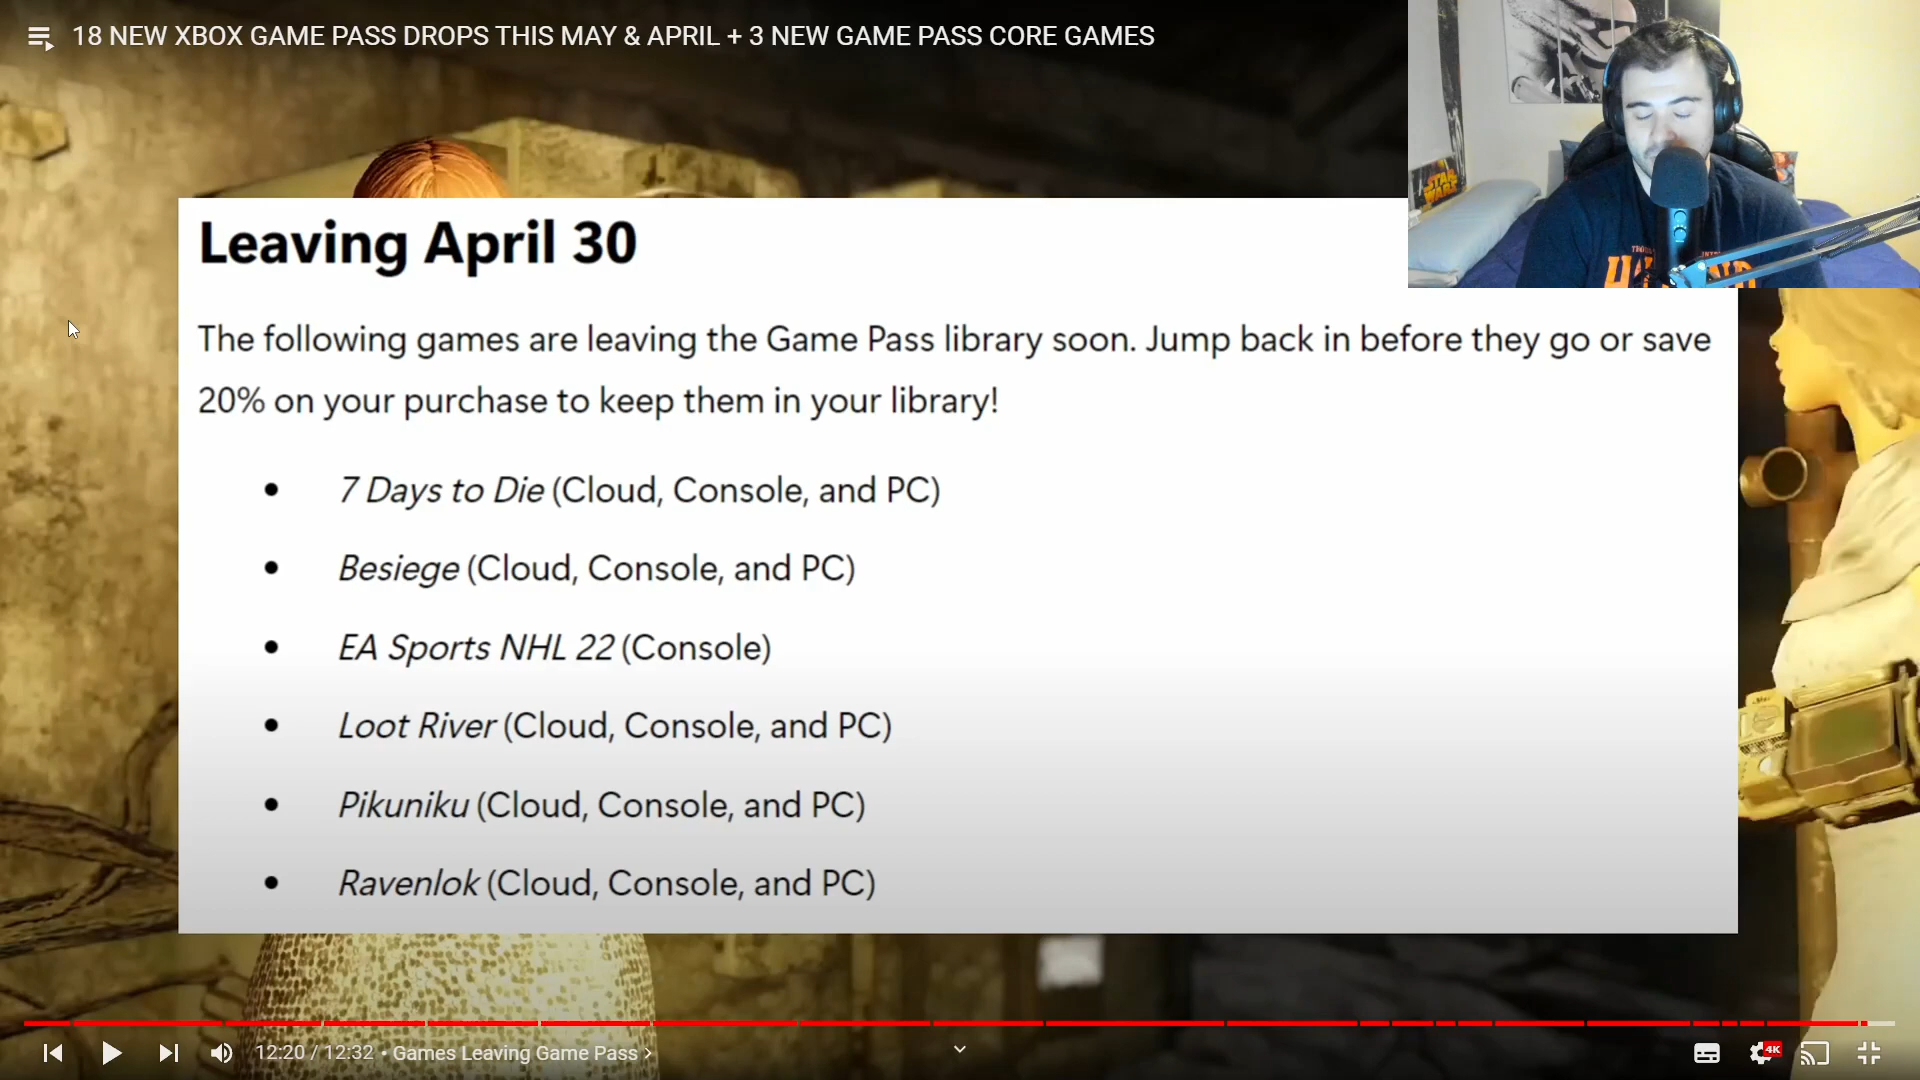 18 NEW XBOX GAME PASS DROPS THIS MAY & APRIL + 3 NEW GAME PASS CORE GAMES
STAR
WARS
Leaving April 30
The following games are leaving the Game Pass library soon. Jump back in before they go or save
20% on your purchase to keep them in your library!
• 7 Days to Die (Cloud, Console, and PC)
• Besiege (Cloud, Console, and PC)
• EA Sports NHL 22 (Console)
• Loot River (Cloud, Console, and PC)
• Pikuniku (Cloud, Console, and PC)
• Ravenlok (Cloud, Console, and PC)
12:20 / 12:32 • Games Leaving Game Pass
4K